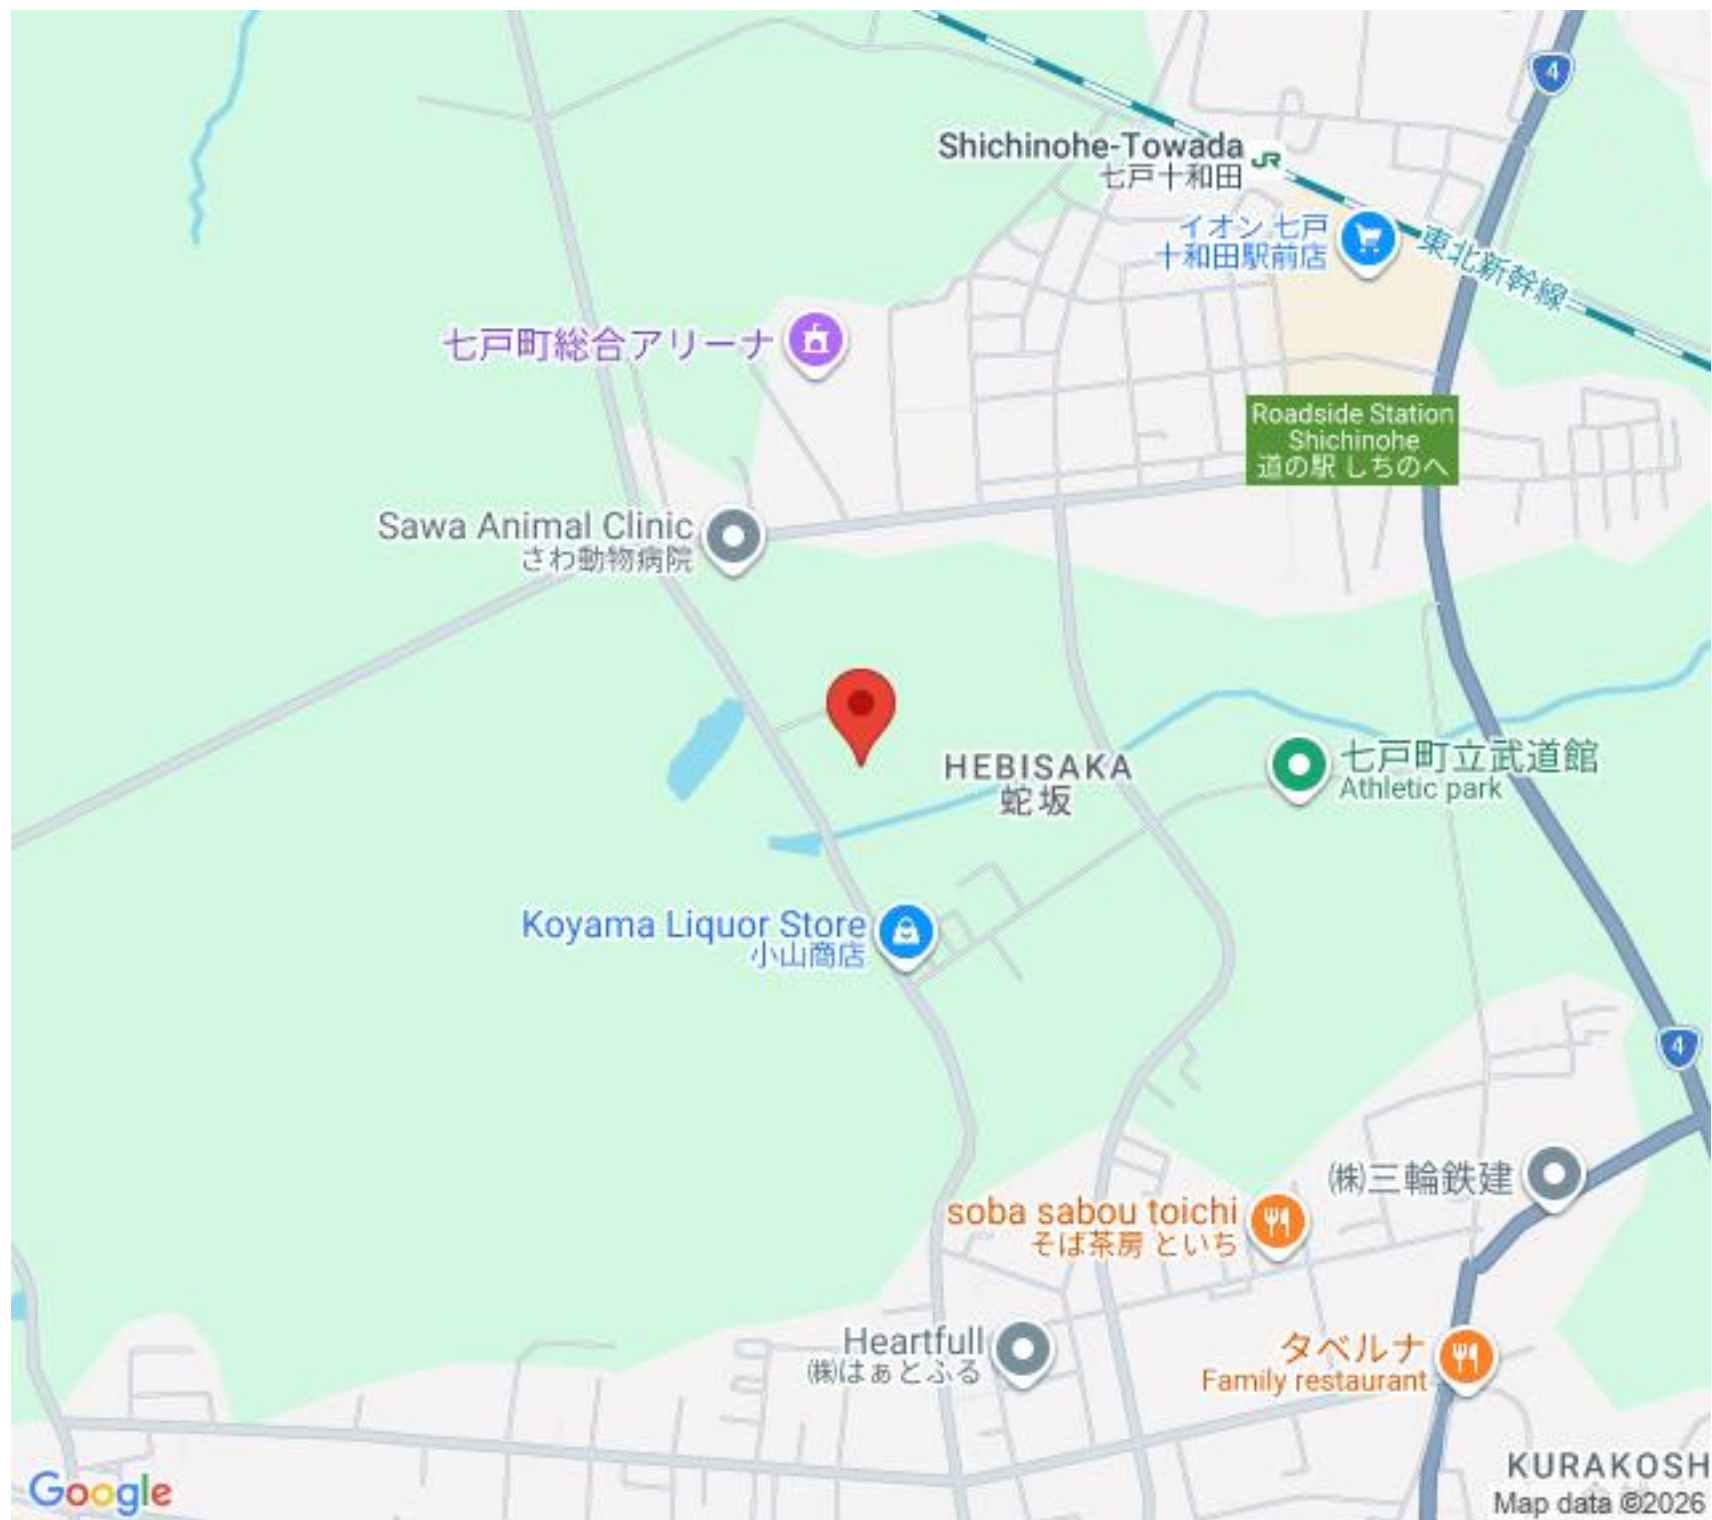 4
Shichinohe-Towada
七戸十和田
イオン 七戸
十和田駅前店
東北新幹線
七戸町総合アリーナ
Roadside Station
Shichinohe
道の駅 しちのへ
Sawa Animal Clinic
さわ動物病院
HEBISAKA
蛇坂
七戸町立武道館
Athletic park
Koyama Liquor Store
小山商店
4
㈱三輪鉄建
soba sabou toichi
そば茶房 といち
Heartfull
㈱はぁとふる
タベルナ
Family restaurant
KURAKOSH
Google
Map data ©2026